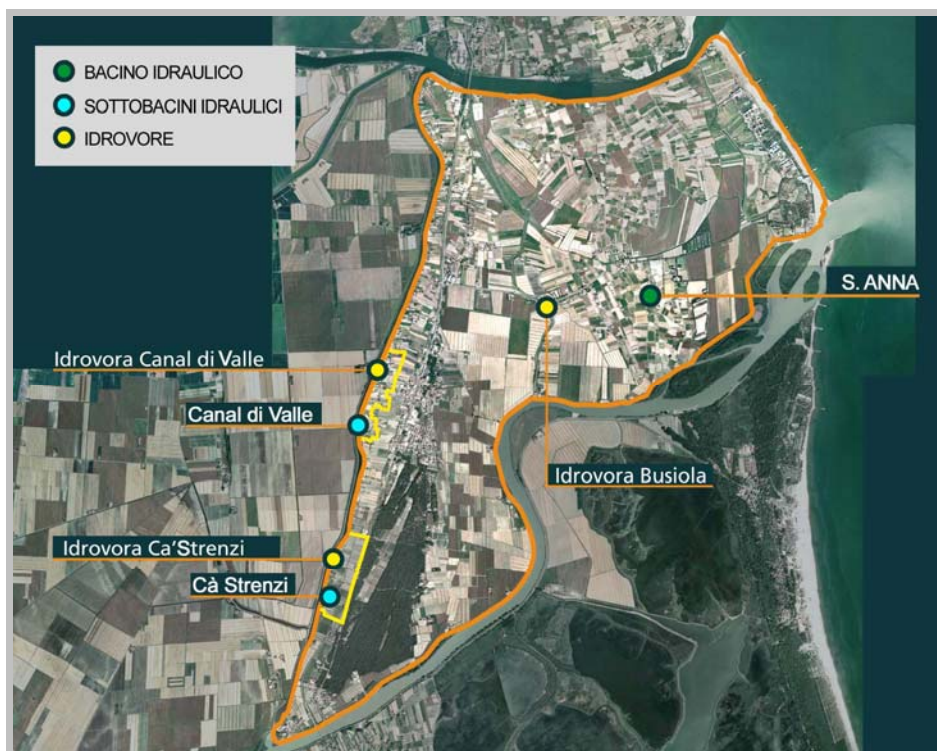 BACINO IDRAULICO
SOTTOBACINI IDRAULICI
IDROVORE
S. ANNA
Idrovora Canal di Valle
Canal di Valle
Idrovora Busiola
Idrovora Ca'Strenzi
Cà Strenzi